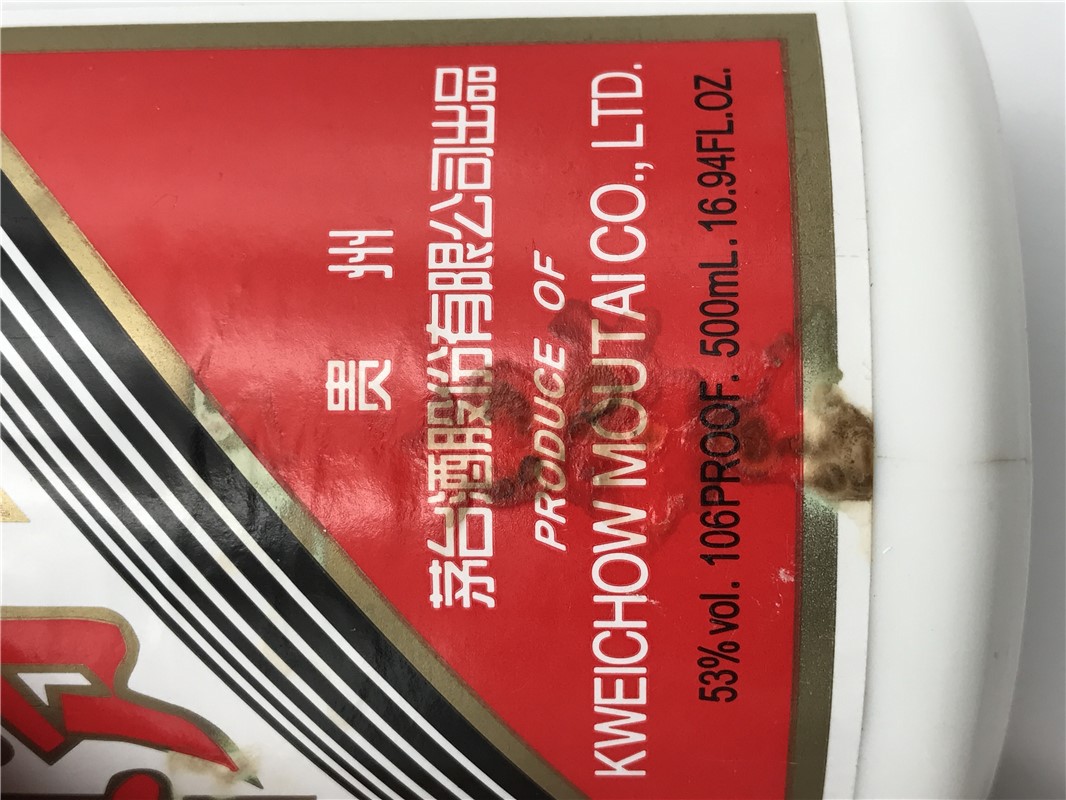 贵州
茅台酒股份有限公司出品
PRODUCE OF
KWEICHOW MOUTAI CO., LTD.
53% vol. 106PROOF. 500mL. 16.94FL.OZ.